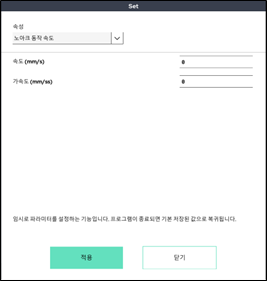 Set
속성
노마크 동적 속도
속도 (mm/s)
0
가속도 (mm/ss)
0
임시로 파라미터를 설정하는 기능입니다. 프로그램이 종료되면 기본 저장된 값으로 복귀됩니다.
적용
닫기